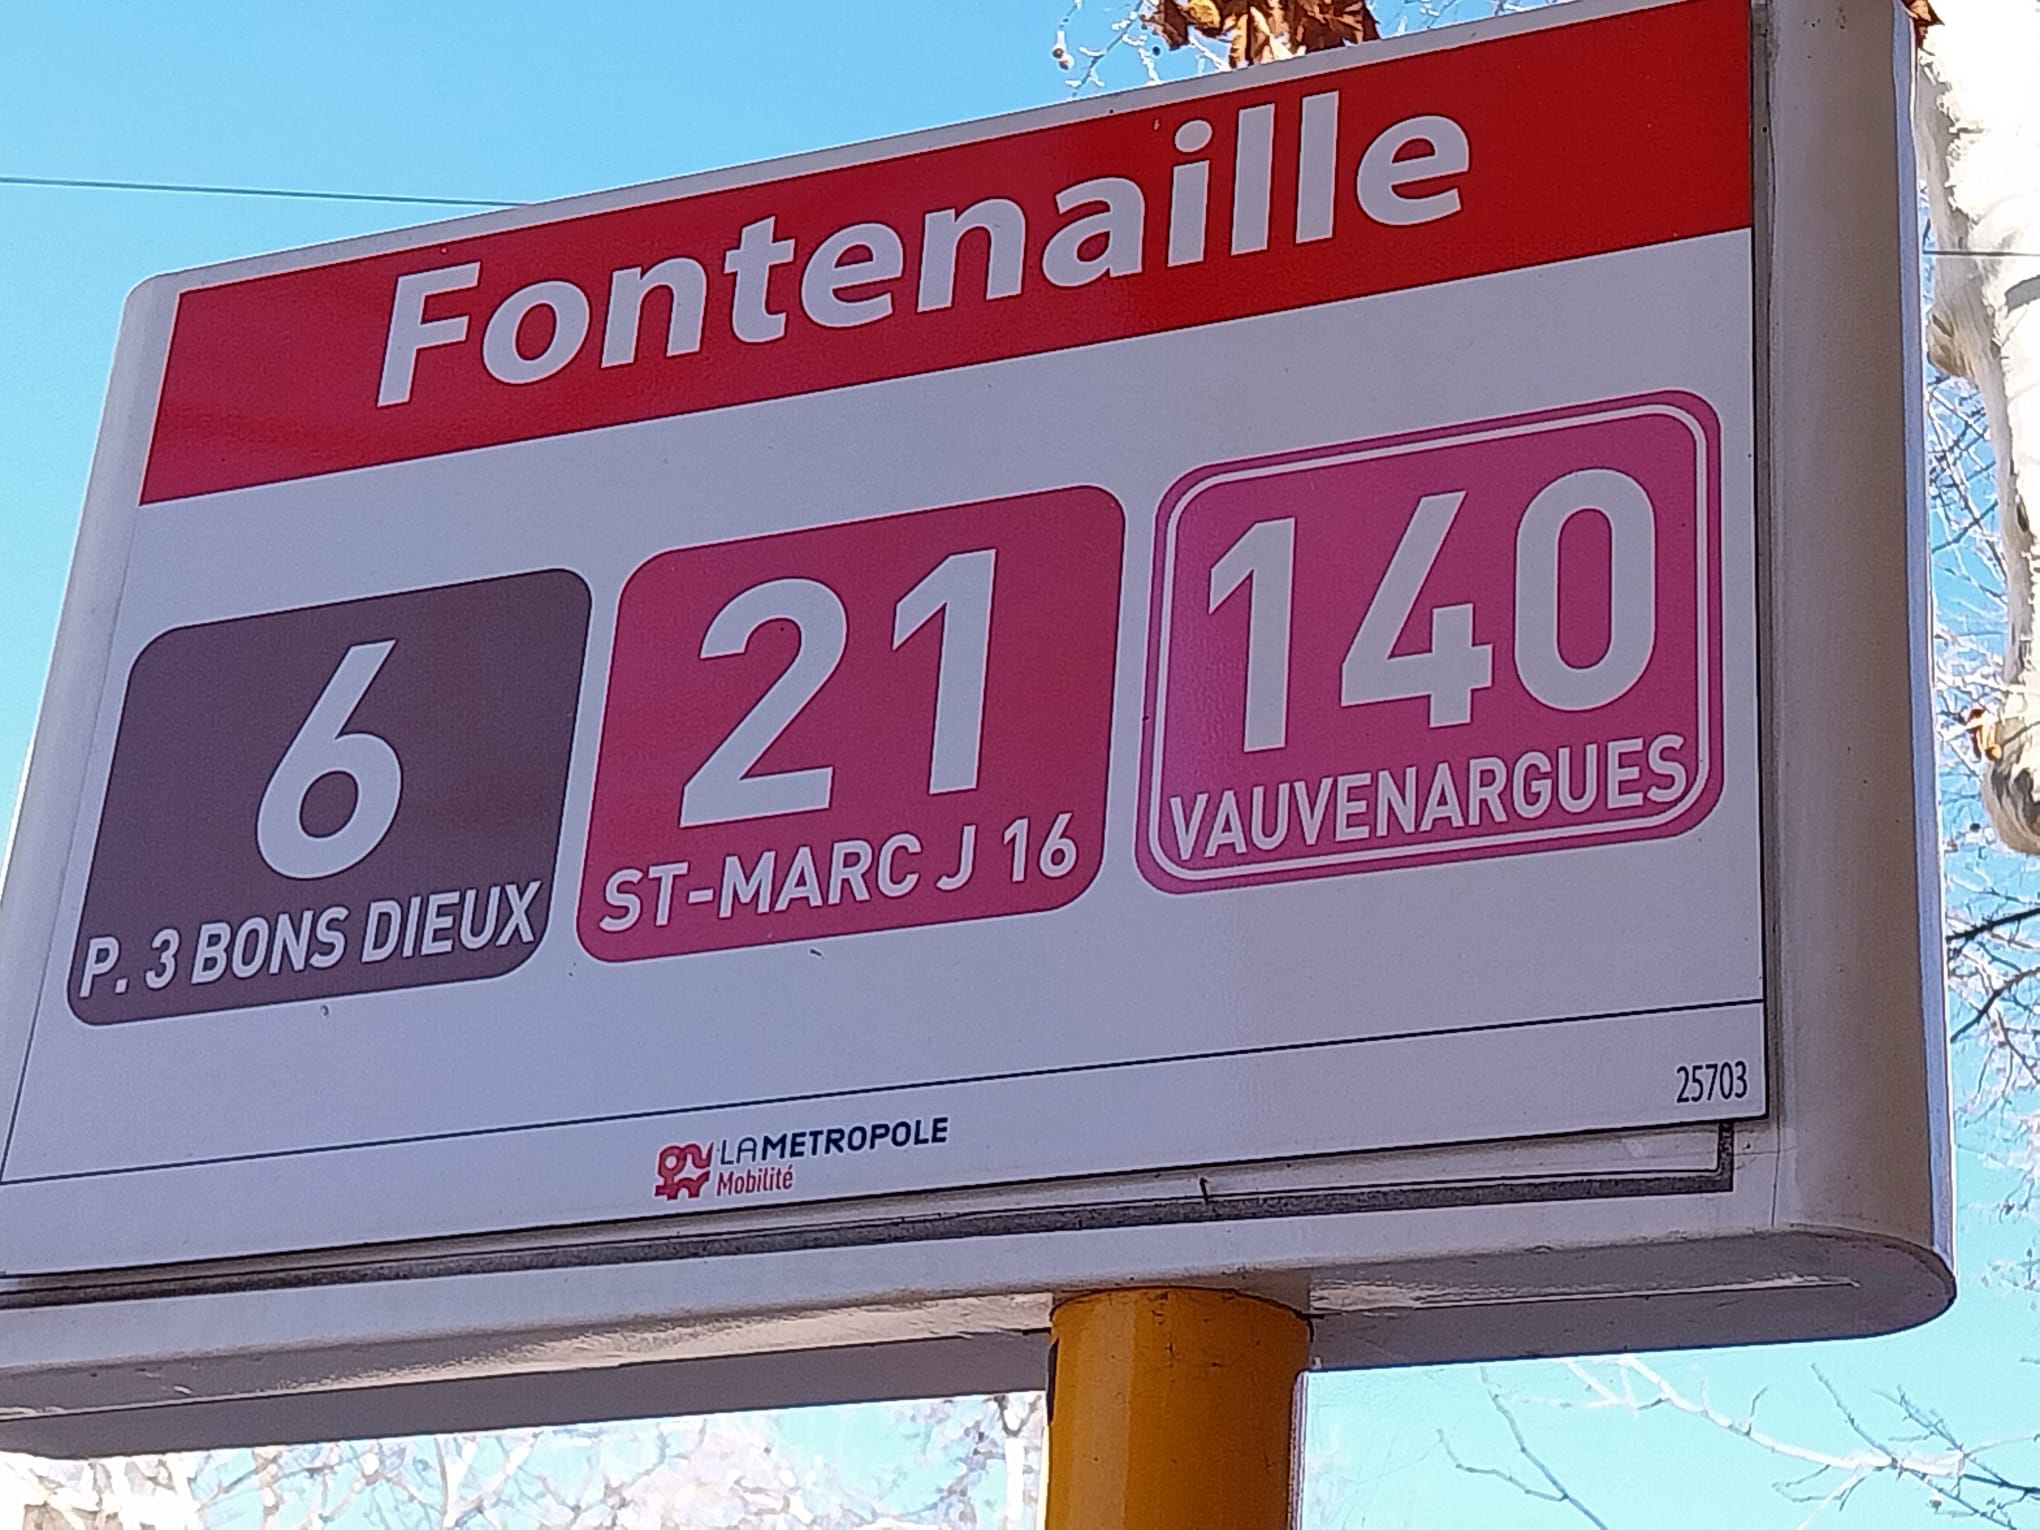 Fontenaille
6
P. 3 BONS DIEUX
21
ST-MARC J 16
140
VAUVENARGUES
25703
LAMETROPOLE
Mobilité